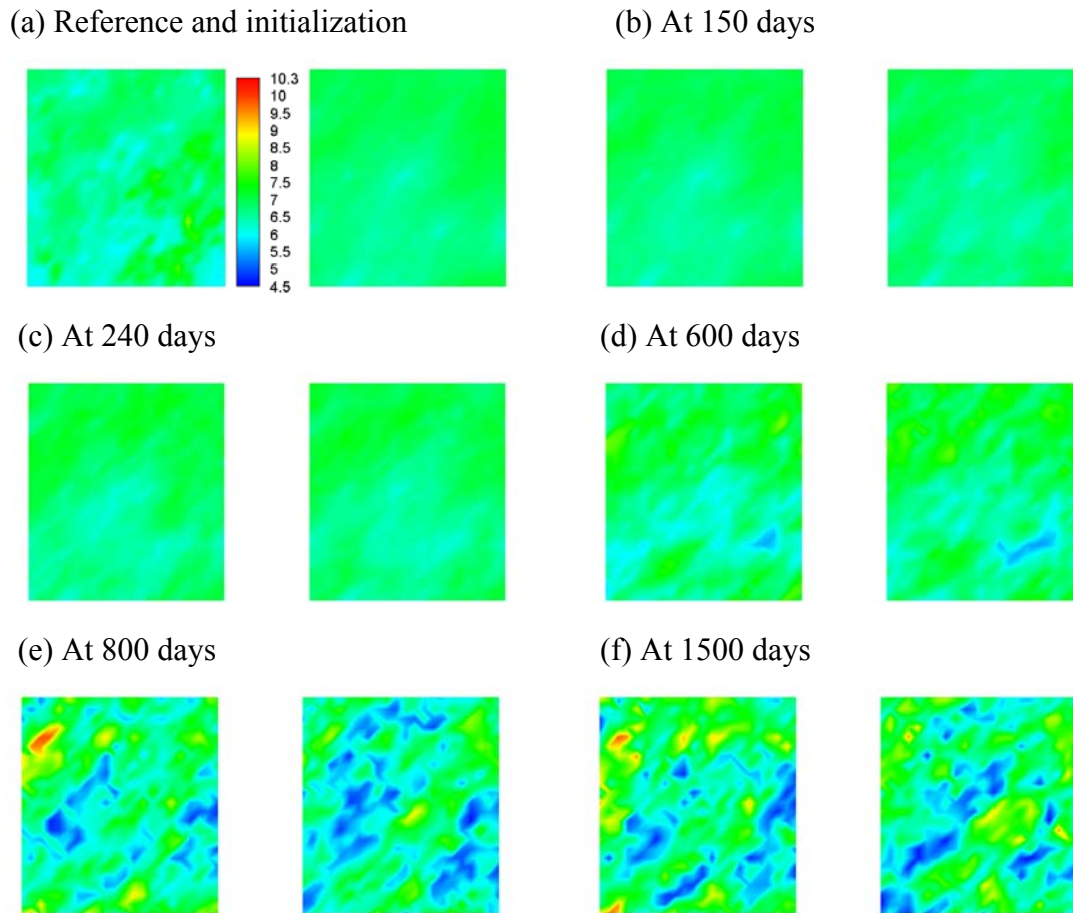 (a) Reference and initialization
(b) At 150 days
10.3
10
9.5
9
8.5
8
7.5
7
6.5
6
5.5
5
4.5
(c) At 240 days
(d) At 600 days
(e) At 800 days
(f) At 1500 days